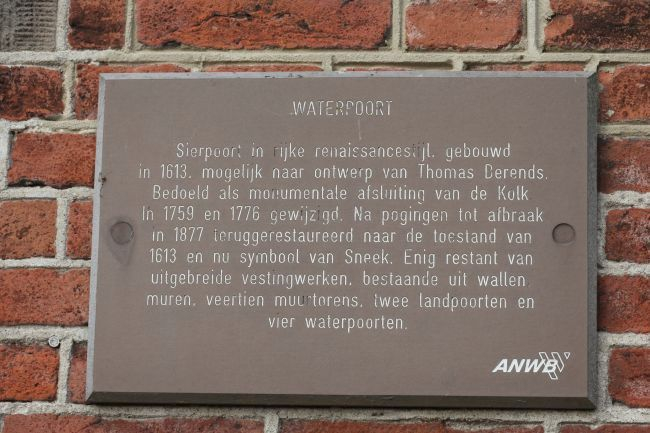 WATERPOORT
Sierpoort in rijke renaissancestijl, gebouwd
in 1613, mogelijk naar ontwerp van Thomas Berends.
Bedoeld als monumentale afsluiting van de Kolk
In 1759 en 1776 gewijzigd. Na pogingen tot afbraak
in 1877 teruggerestaureerd naar de toestand van
1613 en nu symbool van Sneek. Enig restant van
uitgebreide vestingwerken, bestaande uit wallen,
muren, veertien muurtorens, twee landpoorten en
vier waterpoorten.
ANWB